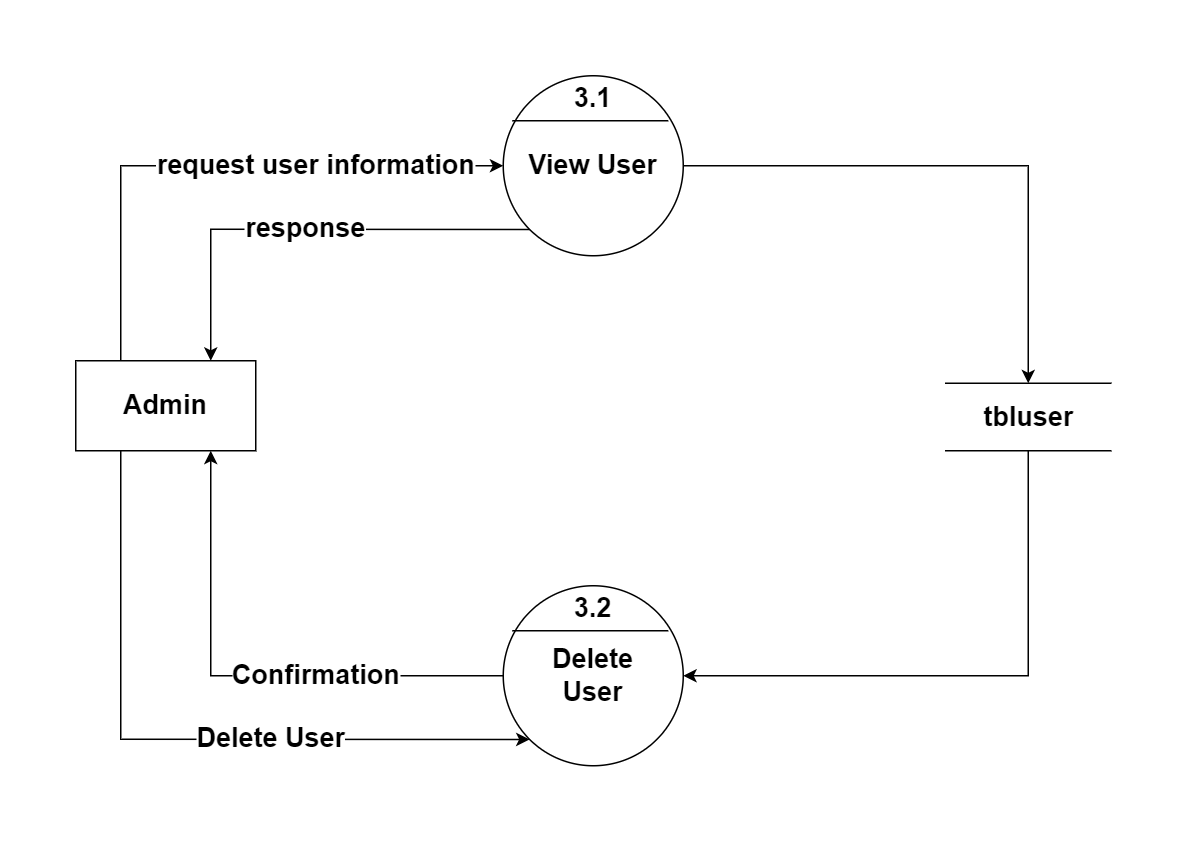 3.1
request user information
View User
response
Admin
tbluser
3.2
Delete
User
Confirmation
Delete User